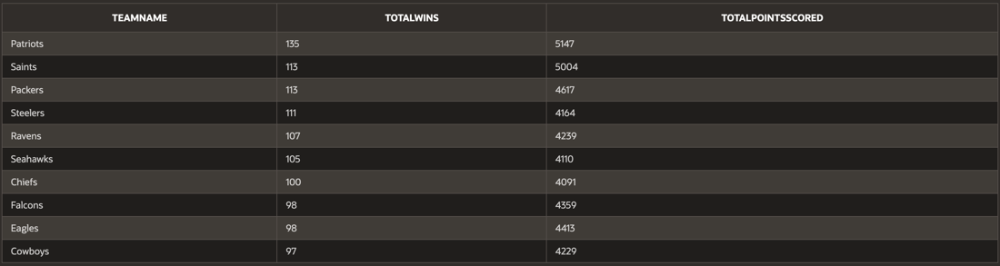 TEAMNAME TOTALWINS TOTALPOINTSSCORED
Patriots 135 5147
Saints 113 5004
Packers 113 4617
Steelers 111 4164
Ravens 107 4239
Seahawks 105 4110
Chiefs 100 4091
Falcons 98 4359
Eagles 98 4413
Cowboys 97 4229